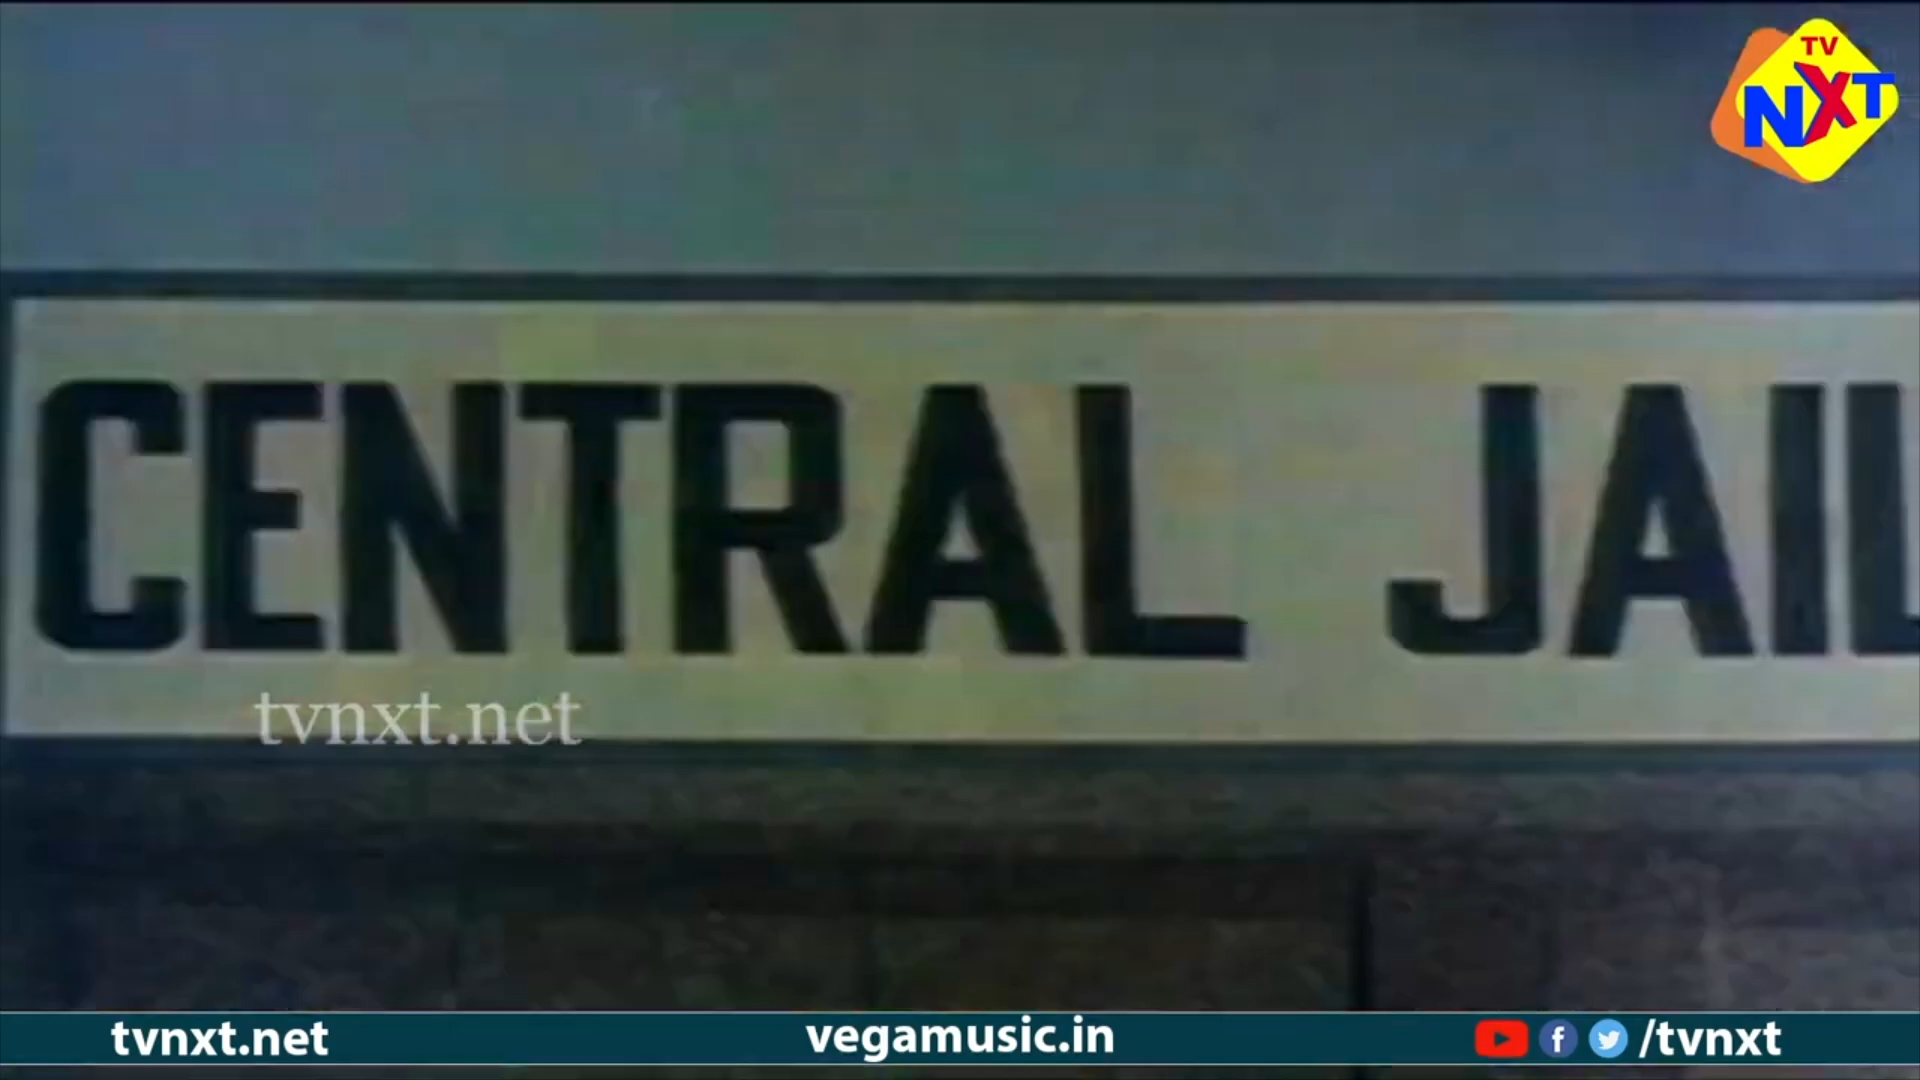 TV
NXT
CENTRAL JAIL
tvnxt.net
tvnxt.net
vegamusic.in
/tvnxt